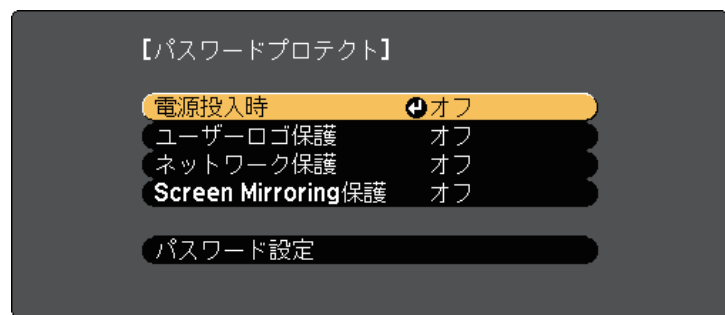 【パスワードプロテクト】
電源投入時 オフ
ユーザーロゴ保護 オフ
ネットワーク保護 オフ
Screen Mirroring保護 オフ
パスワード設定